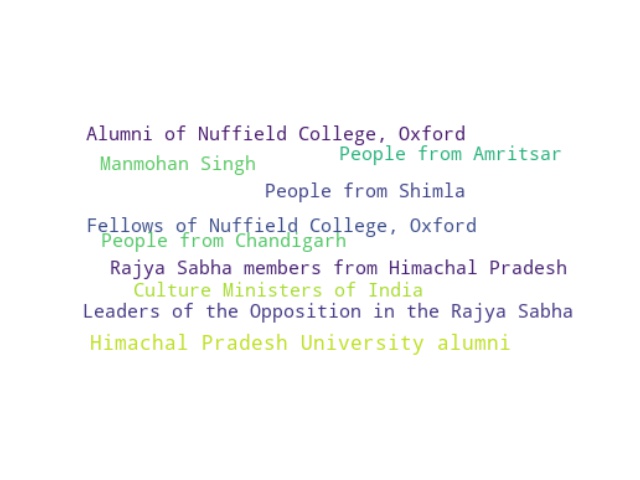 Alumni of Nuffield College, Oxford
People from Amritsar
Manmohan Singh
People from Shimla
Fellows of Nuffield College, Oxford
People from Chandigarh
Rajya Sabha members from Himachal Pradesh
Culture Ministers of India
Leaders of the Opposition in the Rajya Sabha
Himachal Pradesh University alumni